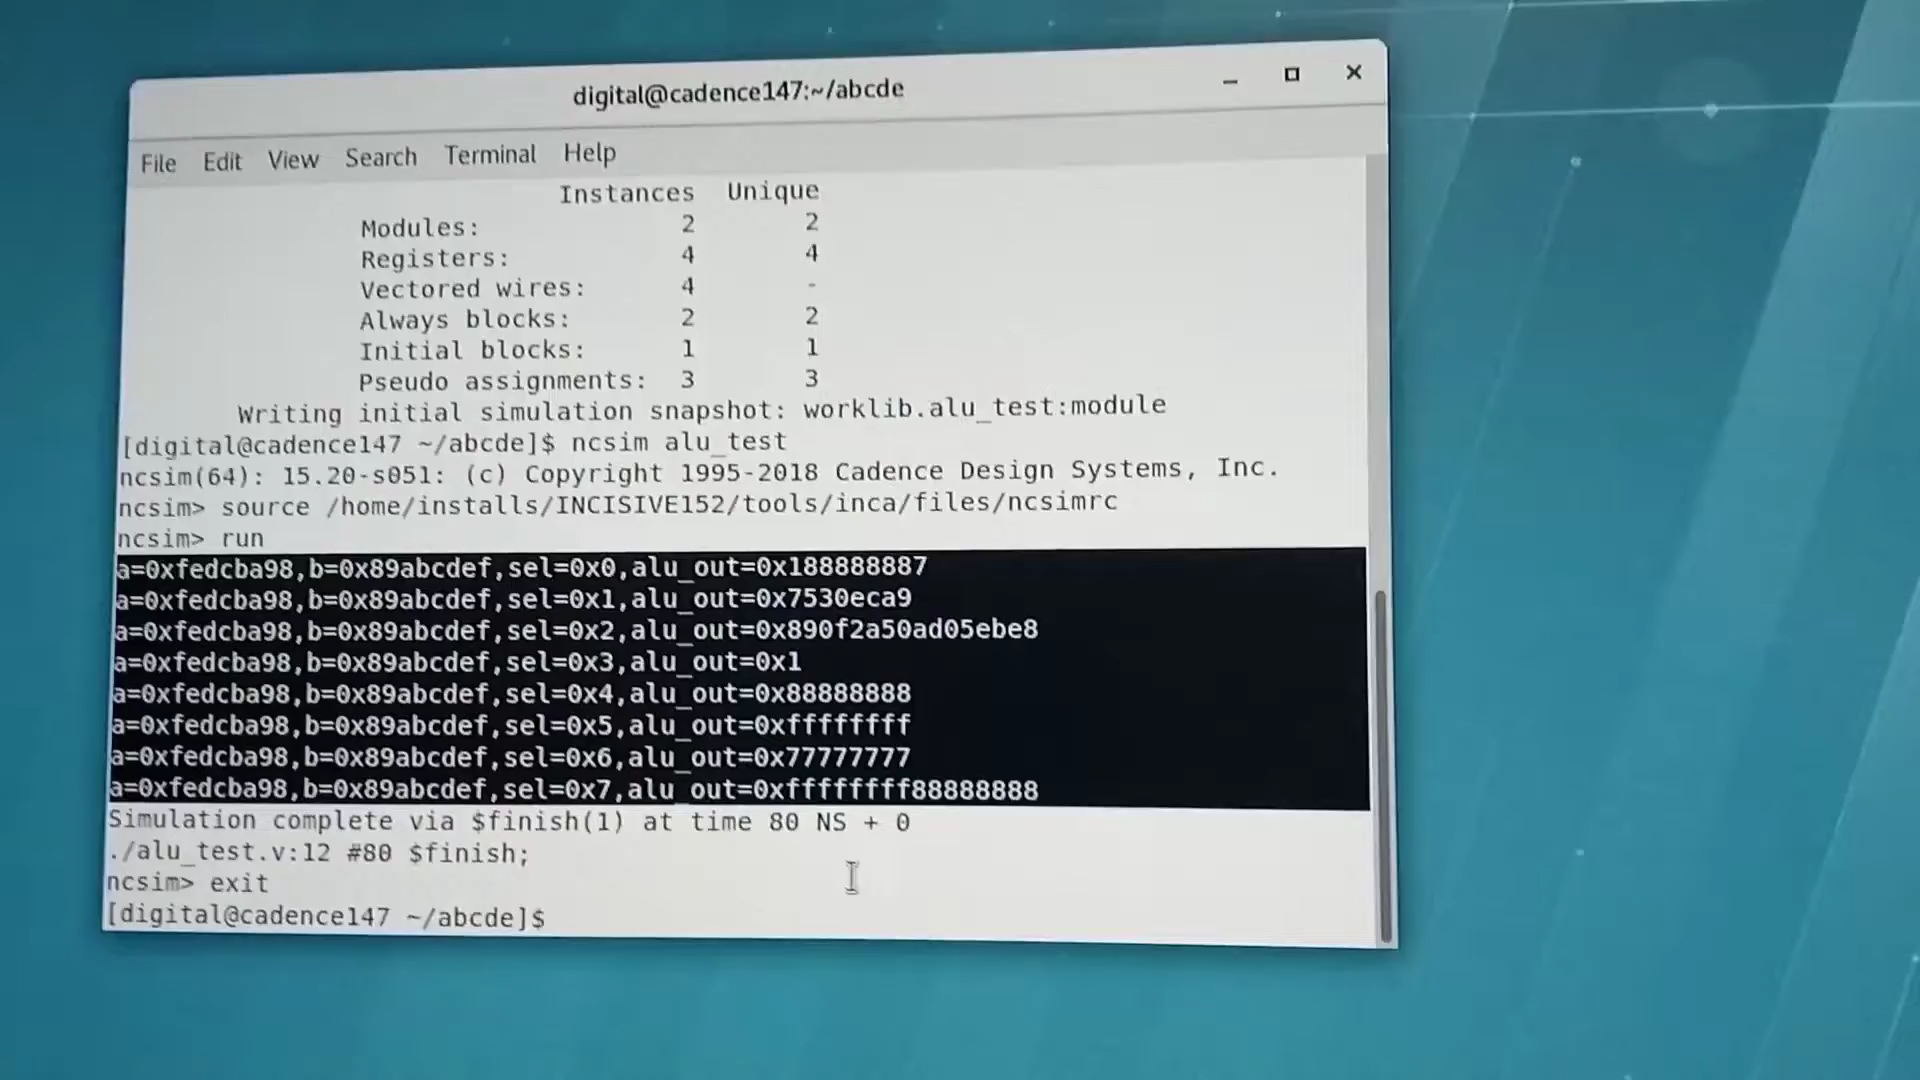 digital@cadence147:~/abcde
File Edit View Search Terminal Help
Instances Unique
Modules: 2 2
Registers: 4 4
Vectored wires: 4 -
Always blocks: 2 2
Initial blocks: 1 1
Pseudo assignments: 3 3
Writing initial simulation snapshot: worklib.alu_test:module
[digital@cadence147 ~/abcde]$ ncsim alu_test
ncsim(64): 15.20-s051: (c) Copyright 1995-2018 Cadence Design Systems, Inc.
ncsim> source /home/installs/INCISIVE152/tools/inca/files/ncsimrc
ncsim> run
a=0xfedcba98,b=0x89abcdef,sel=0x0,alu_out=0x188888887
a=0xfedcba98,b=0x89abcdef,sel=0x1,alu_out=0x7530eca9
a=0xfedcba98,b=0x89abcdef,sel=0x2,alu_out=0x890f2a50ad05ebe8
a=0xfedcba98,b=0x89abcdef,sel=0x3,alu_out=0x1
a=0xfedcba98,b=0x89abcdef,sel=0x4,alu_out=0x88888888
a=0xfedcba98,b=0x89abcdef,sel=0x5,alu_out=0xffffffff
a=0xfedcba98,b=0x89abcdef,sel=0x6,alu_out=0x77777777
a=0xfedcba98,b=0x89abcdef,sel=0x7,alu_out=0xffffffff88888888
Simulation complete via $finish(1) at time 80 NS + 0
./alu_test.v:12 #80 $finish;
ncsim> exit
[digital@cadence147 ~/abcde]$